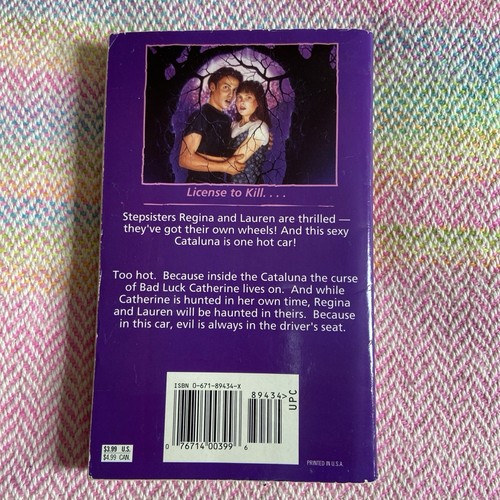 License to Kill. . . .
Stepsisters Regina and Lauren are thrilled —
they've got their own wheels! And this sexy
Cataluna is one hot car!
Too hot. Because inside the Cataluna the curse
of Bad Luck Catherine lives on. And while
Catherine is hunted in her own time, Regina
and Lauren will be haunted in theirs. Because
in this car, evil is always in the driver's seat.
ISBN 0-671-89434-X
89434>
UPC
0 76714 00399 6
$3.99 U.S.
$4.99 CAN.
PRINTED IN U.S.A.